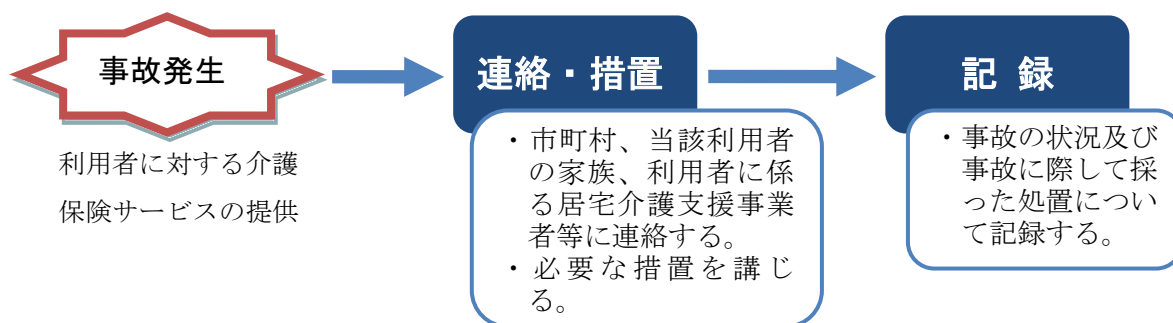 事故発生
利用者に対する介護
保険サービスの提供
連絡・措置
・市町村、当該利用者
の家族、利用者に係
る居宅介護支援事業
者等に連絡する。
・必要な措置を講じ
る。
記 録
・事故の状況及び
事故に際して採
った処置につい
て記録する。